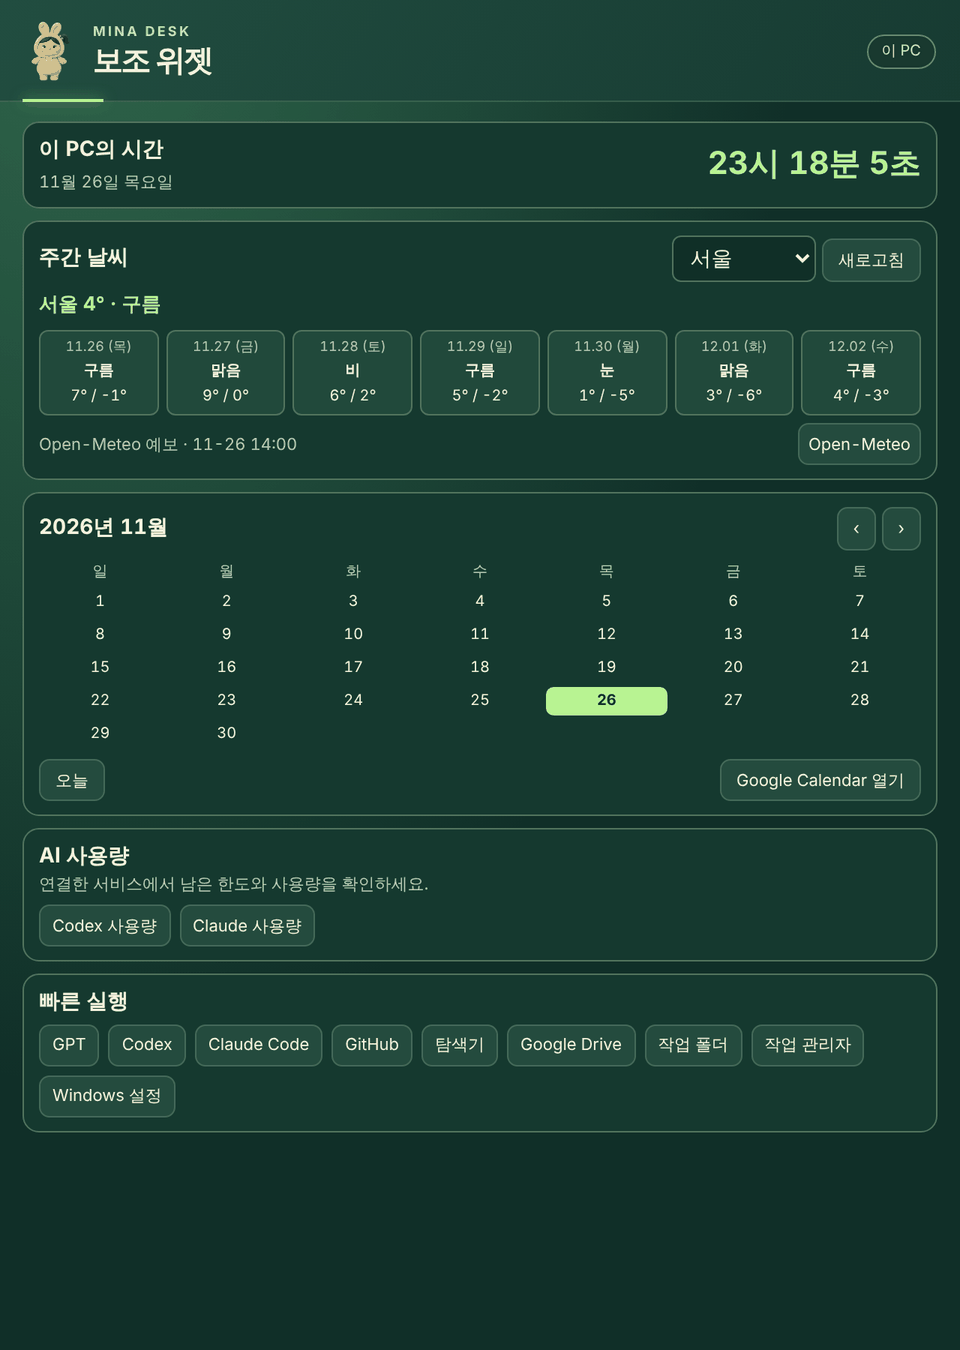 MINA DESK
보조 위젯
이 PC
이 PC의 시간
11월 26일 목요일
23시 18분 5초
주간 날씨
서울
새로고침
서울 4° · 구름
11.26 (목) 11.27 (금) 11.28 (토) 11.29 (일) 11.30 (월) 12.01 (화) 12.02 (수)
구름 맑음 비 구름 눈 맑음 구름
7° / -1° 9° / 0° 6° / 2° 5° / -2° 1° / -5° 3° / -6° 4° / -3°
Open-Meteo 예보 · 11-26 14:00
Open-Meteo
2026년 11월
‹ ›
일 월 화 수 목 금 토
1 2 3 4 5 6 7
8 9 10 11 12 13 14
15 16 17 18 19 20 21
22 23 24 25 26 27 28
29 30
오늘
Google Calendar 열기
AI 사용량
연결한 서비스에서 남은 한도와 사용량을 확인하세요.
Codex 사용량 Claude 사용량
빠른 실행
GPT Codex Claude Code GitHub 탐색기 Google Drive 작업 폴더 작업 관리자
Windows 설정